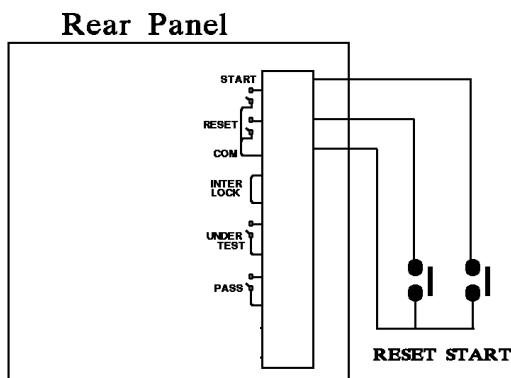 Rear Panel
START
RESET
COM
INTER
LOCK
UNDER
TEST
PASS
RESET START